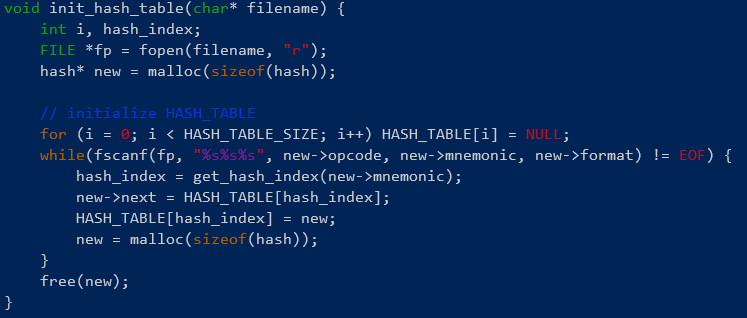 void init_hash_table(char* filename) {
    int i, hash_index;
    FILE *fp = fopen(filename, "r");
    hash* new = malloc(sizeof(hash));

    // initialize HASH_TABLE
    for (i = 0; i < HASH_TABLE_SIZE; i++) HASH_TABLE[i] = NULL;
    while(fscanf(fp, "%s%s%s", new->opcode, new->mnemonic, new->format) != EOF) {
        hash_index = get_hash_index(new->mnemonic);
        new->next = HASH_TABLE[hash_index];
        HASH_TABLE[hash_index] = new;
        new = malloc(sizeof(hash));
    }
    free(new);
}